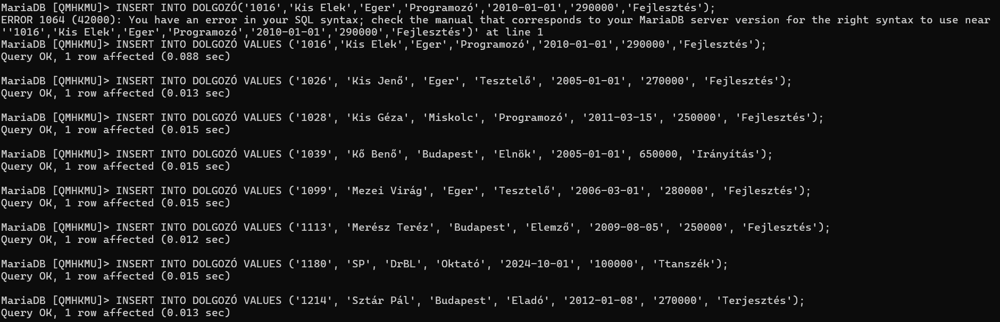 MariaDB [QMHKMU]> INSERT INTO DOLGOZÓ('1016','Kis Elek','Eger','Programozó','2010-01-01','290000','Fejlesztés');
ERROR 1064 (42000): You have an error in your SQL syntax; check the manual that corresponds to your MariaDB server version for the right syntax to use near
''1016','Kis Elek','Eger','Programozó','2010-01-01','290000','Fejlesztés')' at line 1
MariaDB [QMHKMU]> INSERT INTO DOLGOZÓ VALUES ('1016','Kis Elek','Eger','Programozó','2010-01-01','290000','Fejlesztés');
Query OK, 1 row affected (0.088 sec)

MariaDB [QMHKMU]> INSERT INTO DOLGOZÓ VALUES ('1026', 'Kis Jenő', 'Eger', 'Tesztelő', '2005-01-01', '270000', 'Fejlesztés');
Query OK, 1 row affected (0.013 sec)

MariaDB [QMHKMU]> INSERT INTO DOLGOZÓ VALUES ('1028', 'Kis Géza', 'Miskolc', 'Programozó', '2011-03-15', '250000', 'Fejlesztés');
Query OK, 1 row affected (0.015 sec)

MariaDB [QMHKMU]> INSERT INTO DOLGOZÓ VALUES ('1039', 'Kő Benő', 'Budapest', 'Elnök', '2005-01-01', 650000, 'Irányítás');
Query OK, 1 row affected (0.015 sec)

MariaDB [QMHKMU]> INSERT INTO DOLGOZÓ VALUES ('1099', 'Mezei Virág', 'Eger', 'Tesztelő', '2006-03-01', '280000', 'Fejlesztés');
Query OK, 1 row affected (0.015 sec)

MariaDB [QMHKMU]> INSERT INTO DOLGOZÓ VALUES ('1113', 'Merész Teréz', 'Budapest', 'Elemző', '2009-08-05', '250000', 'Fejlesztés');
Query OK, 1 row affected (0.012 sec)

MariaDB [QMHKMU]> INSERT INTO DOLGOZÓ VALUES ('1180', 'SP', 'DrBL', 'Oktató', '2024-10-01', '100000', 'Ttanszék');
Query OK, 1 row affected (0.015 sec)

MariaDB [QMHKMU]> INSERT INTO DOLGOZÓ VALUES ('1214', 'Sztár Pál', 'Budapest', 'Eladó', '2012-01-08', '270000', 'Terjesztés');
Query OK, 1 row affected (0.013 sec)